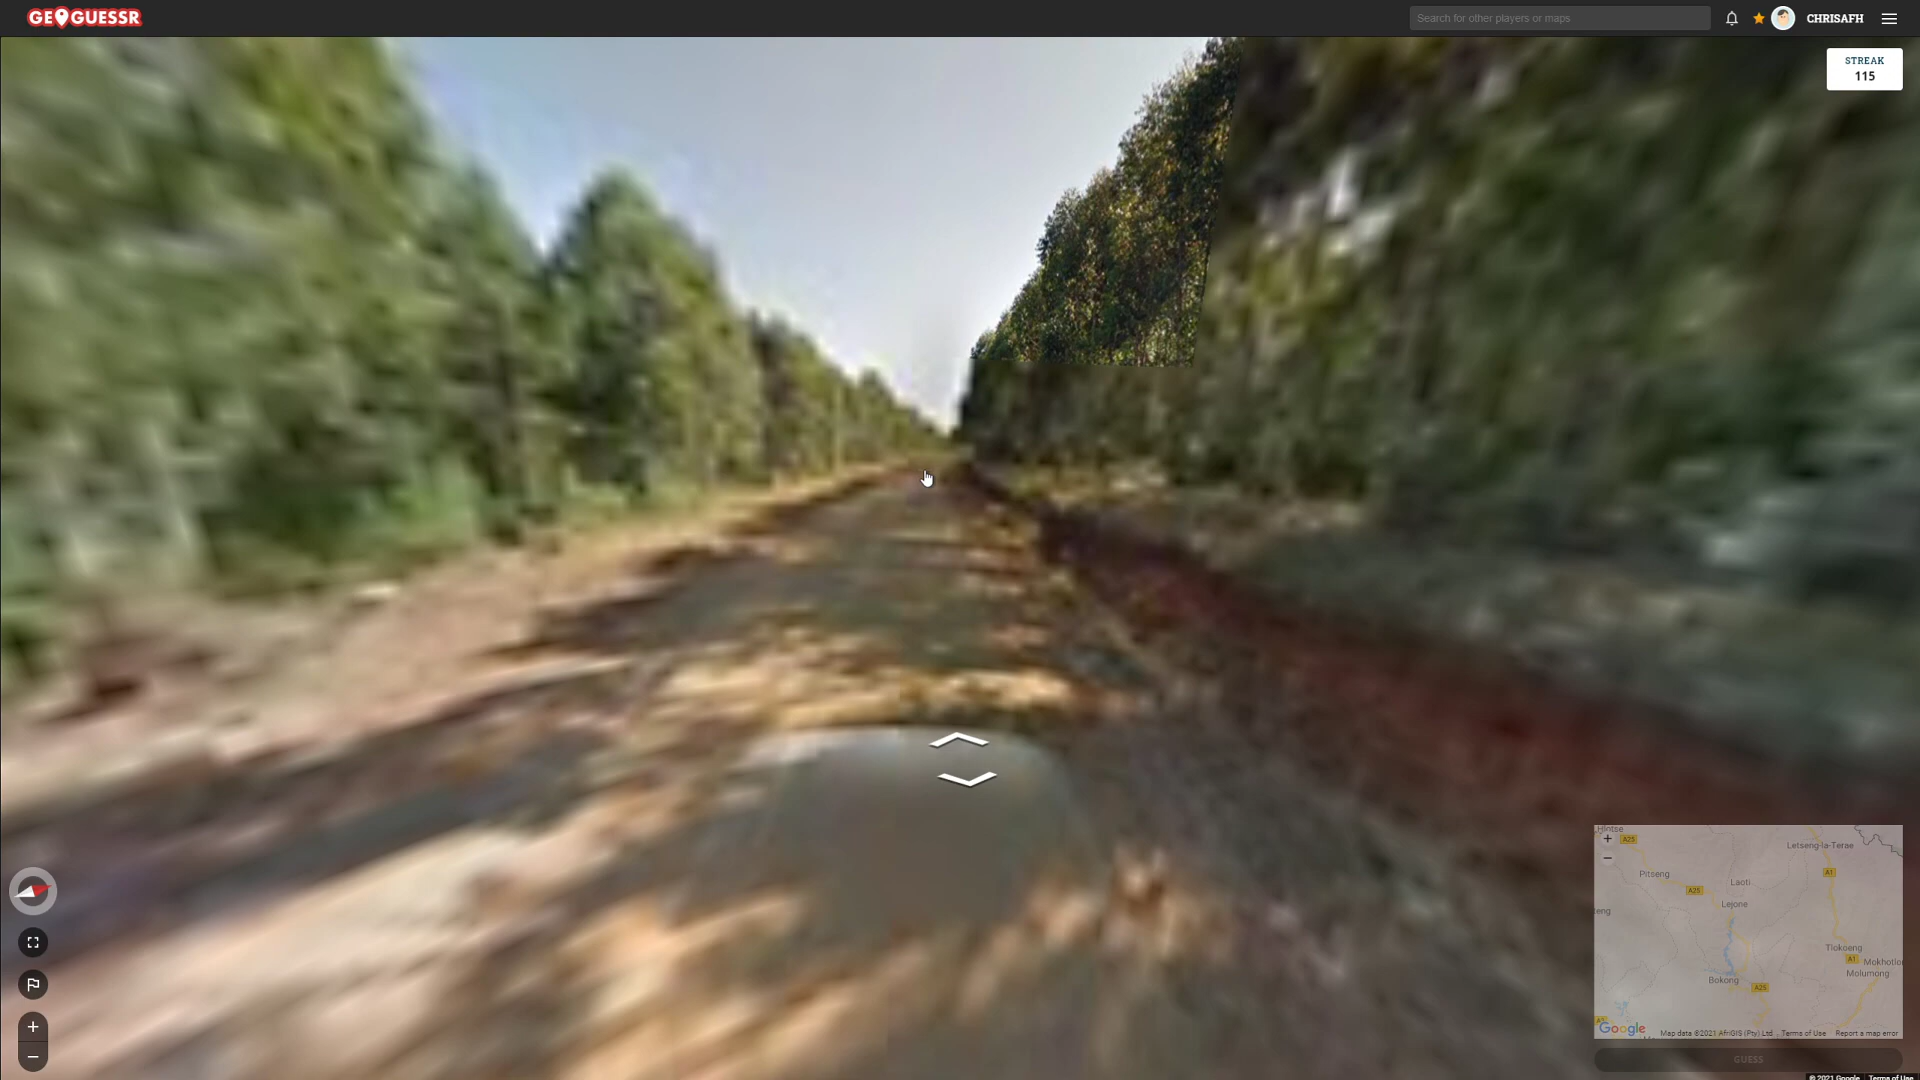 GEOGUESSR
Search for other players or maps
CHRISAFH
STREAK
115
A25
Letseng-la-Terae
Pitseng
A1
Laoti
A25
Lejone
Tlokoeng
A1
Mokhotlon
Molumong
Bokong
A25
Google
Map data ©2021 AfriGIS (Pty) Ltd
Terms of Use
Report a map error
GUESS
© 2021 Google
Terms of Use